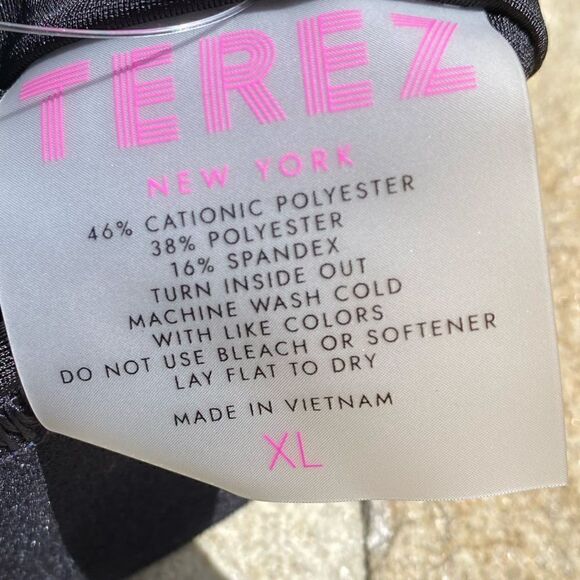 TEREZ
NEW YORK
46% CATIONIC POLYESTER
38% POLYESTER
16% SPANDEX
TURN INSIDE OUT
MACHINE WASH COLD
WITH LIKE COLORS
DO NOT USE BLEACH OR SOFTENER
LAY FLAT TO DRY
MADE IN VIETNAM
XL